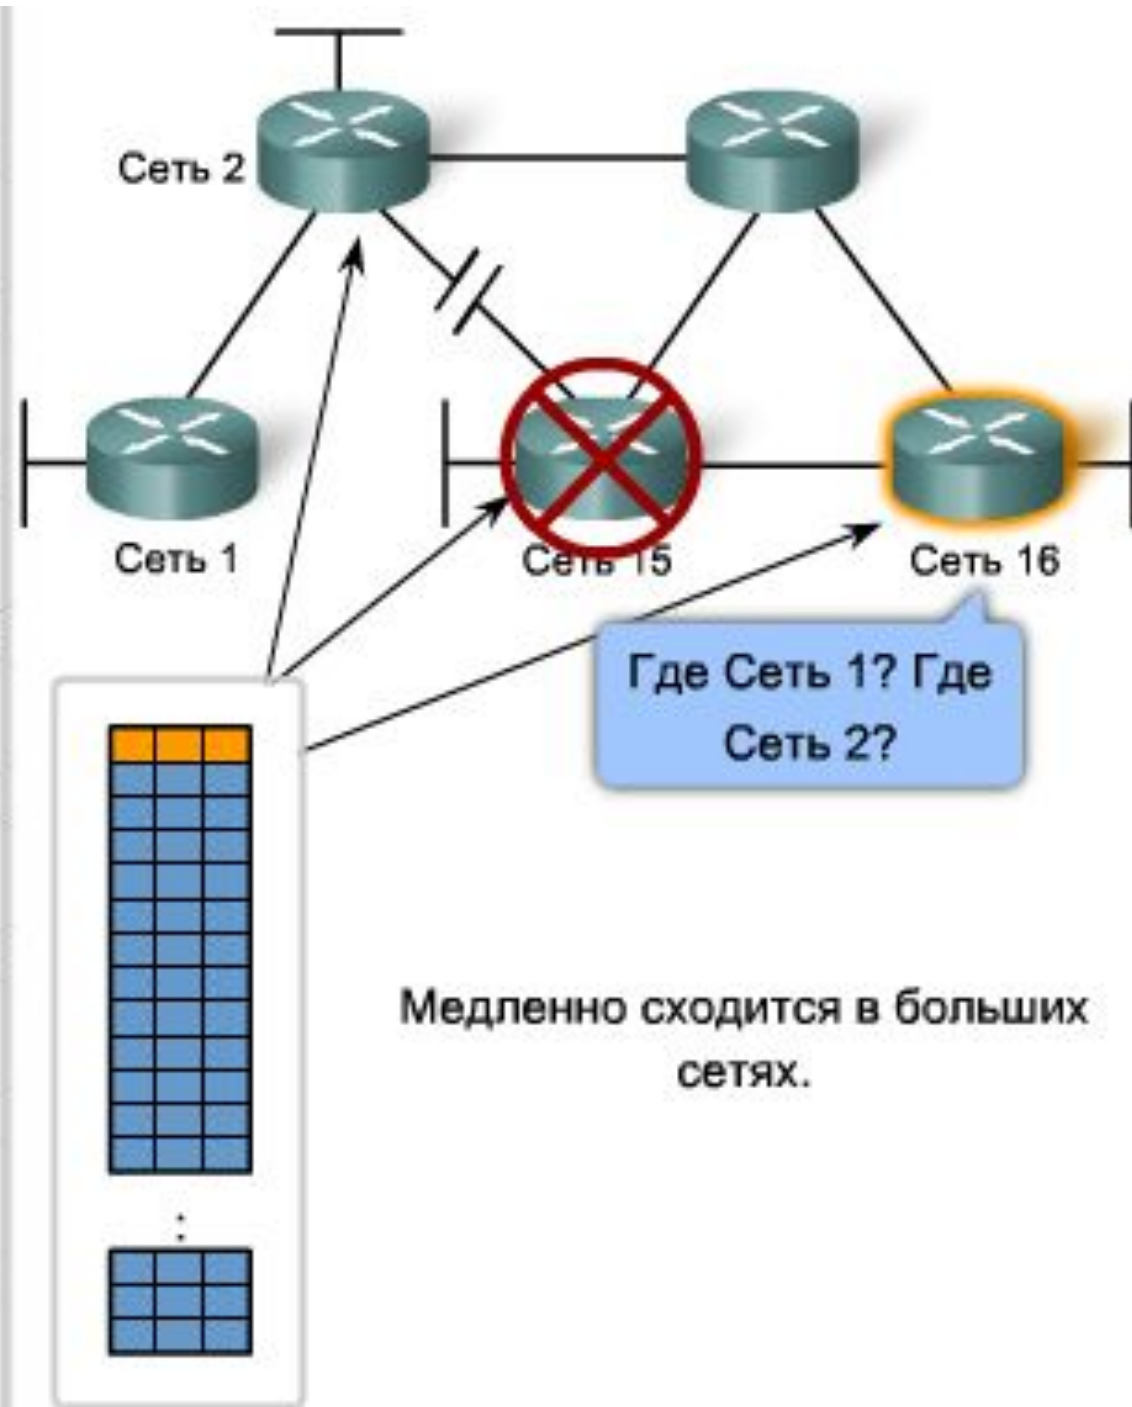 Сеть 2
Сеть 1
Сеть 15
Сеть 16
Где Сеть 1? Где
Сеть 2?
Медленно сходится в больших
сетях.